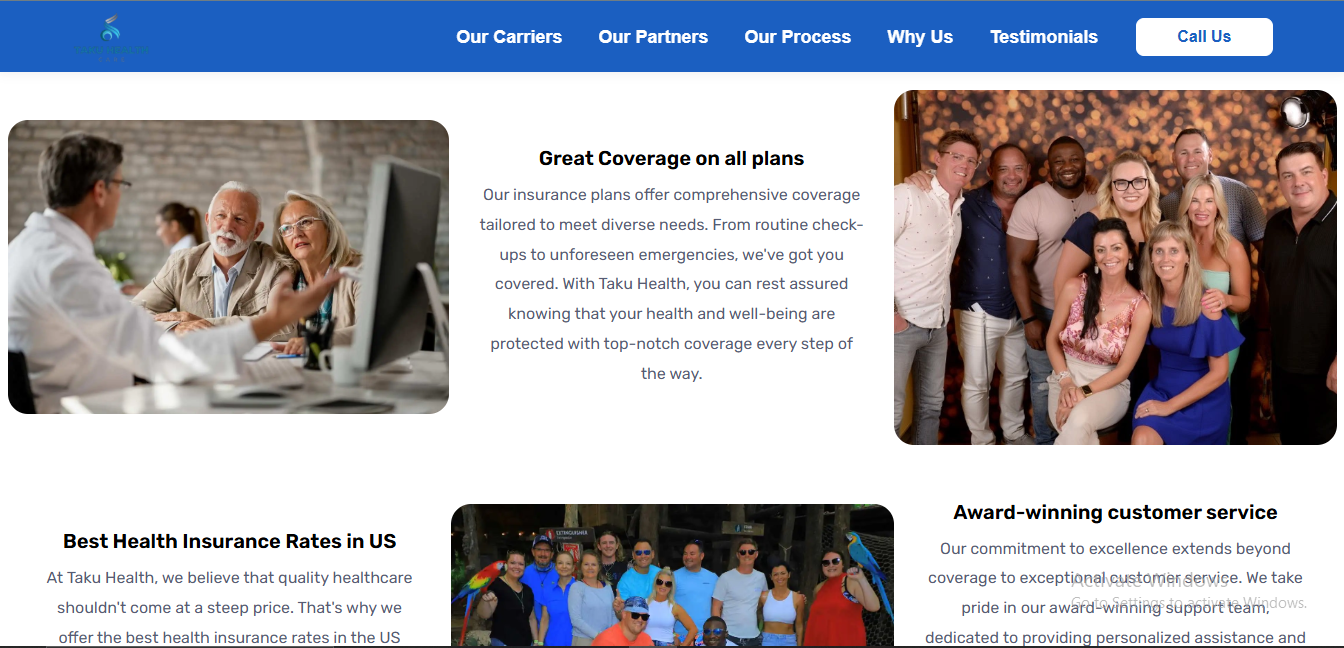 Our Carriers
Our Partners
Our Process
Why Us
Testimonials
Call Us
Great Coverage on all plans
Our insurance plans offer comprehensive coverage
tailored to meet diverse needs. From routine check-
ups to unforeseen emergencies, we've got you
covered. With Taku Health, you can rest assured
knowing that your health and well-being are
protected with top-notch coverage every step of
the way.
Best Health Insurance Rates in US
At Taku Health, we believe that quality healthcare
shouldn't come at a steep price. That's why we
offer the best health insurance rates in the US
EXTINGUISHER
Award-winning customer service
Our commitment to excellence extends beyond
coverage to exceptional customer service. We take
pride in our award-winning support team,
dedicated to providing personalized assistance and
Activate Windows
Go to Settings to activate Windows.